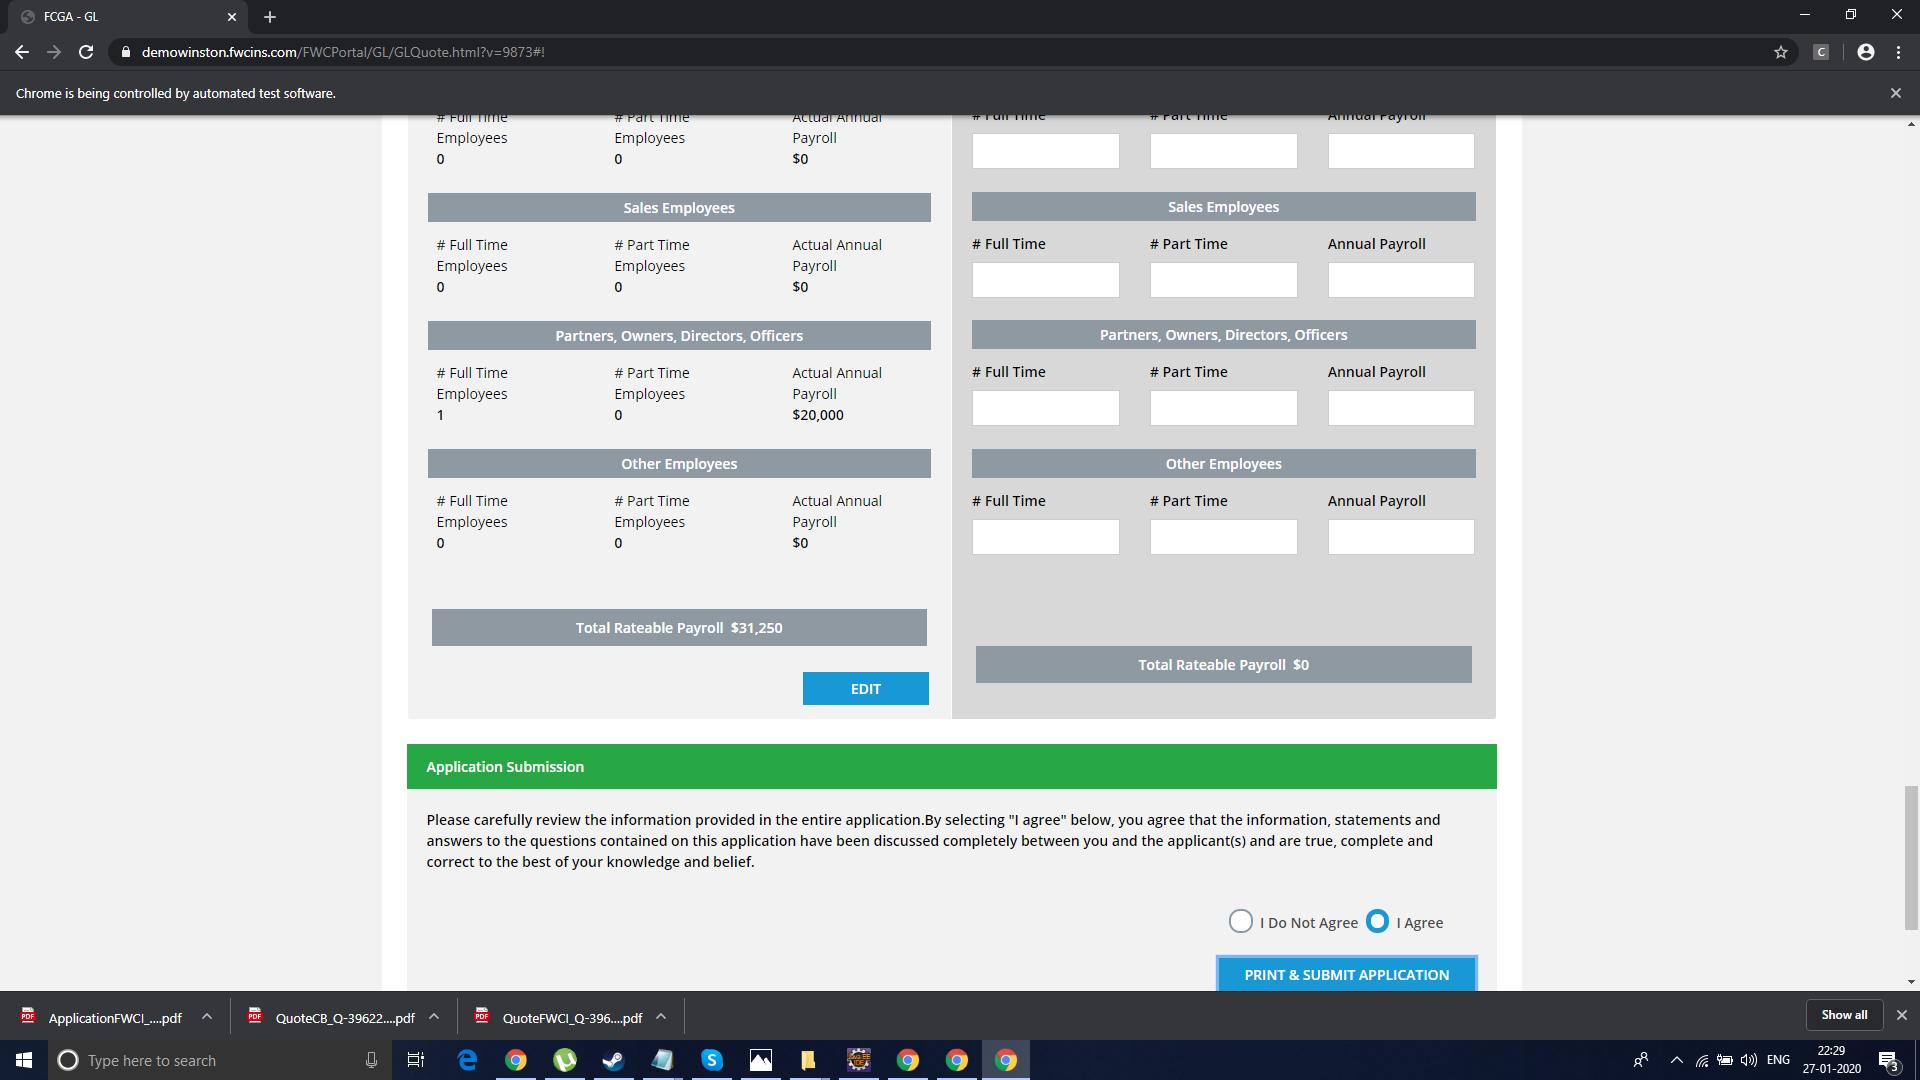 FCGA - GL
demowinston.fwcins.com/FWCPortal/GL/GLQuote.html?v=9873#!
C
Chrome is being controlled by automated test software.
# Full Time Employees
# Part Time Employees
Actual Annual Payroll
0
0
$0
Sales Employees
# Full Time Employees
# Part Time Employees
Actual Annual Payroll
0
0
$0
Partners, Owners, Directors, Officers
# Full Time Employees
# Part Time Employees
Actual Annual Payroll
1
0
$20,000
Other Employees
# Full Time Employees
# Part Time Employees
Actual Annual Payroll
0
0
$0
Total Rateable Payroll $31,250
EDIT
# Full Time
# Part Time
Annual Payroll
Sales Employees
# Full Time
# Part Time
Annual Payroll
Partners, Owners, Directors, Officers
# Full Time
# Part Time
Annual Payroll
Other Employees
# Full Time
# Part Time
Annual Payroll
Total Rateable Payroll $0
Application Submission
Please carefully review the information provided in the entire application.By selecting "I agree" below, you agree that the information, statements and
answers to the questions contained on this application have been discussed completely between you and the applicant(s) and are true, complete and
correct to the best of your knowledge and belief.
I Do Not Agree
I Agree
PRINT & SUBMIT APPLICATION
PDF
ApplicationFWCI_....pdf
PDF
QuoteCB_Q-39622....pdf
PDF
QuoteFWCI_Q-396....pdf
Show all
Type here to search
ENG
22:29
27-01-2020
3